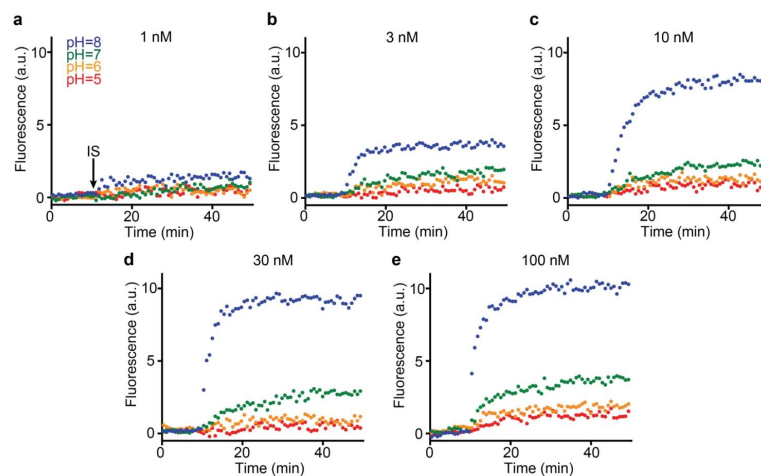 a
1 nM
pH=8
pH=7
pH=6
pH=5
IS
Fluorescence (a.u.)
10
5
0
0
20
40
Time (min)
b
3 nM
Fluorescence (a.u.)
10
5
0
0
20
40
Time (min)
c
10 nM
Fluorescence (a.u.)
10
5
0
0
20
40
Time (min)
d
30 nM
Fluorescence (a.u.)
10
5
0
0
20
40
Time (min)
e
100 nM
Fluorescence (a.u.)
10
5
0
0
20
40
Time (min)